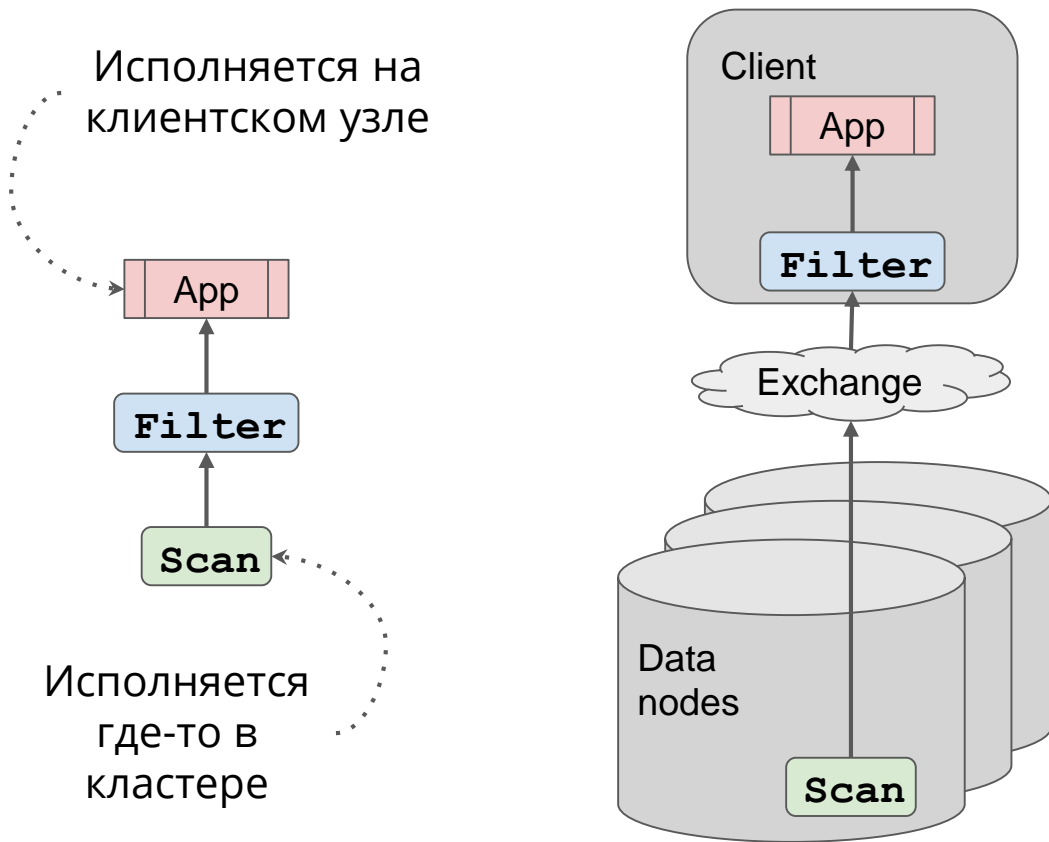 Исполняется на
клиентском узле
App
Filter
Scan
Исполняется
где-то в
кластере
Client
App
Filter
Exchange
Data
nodes
Scan